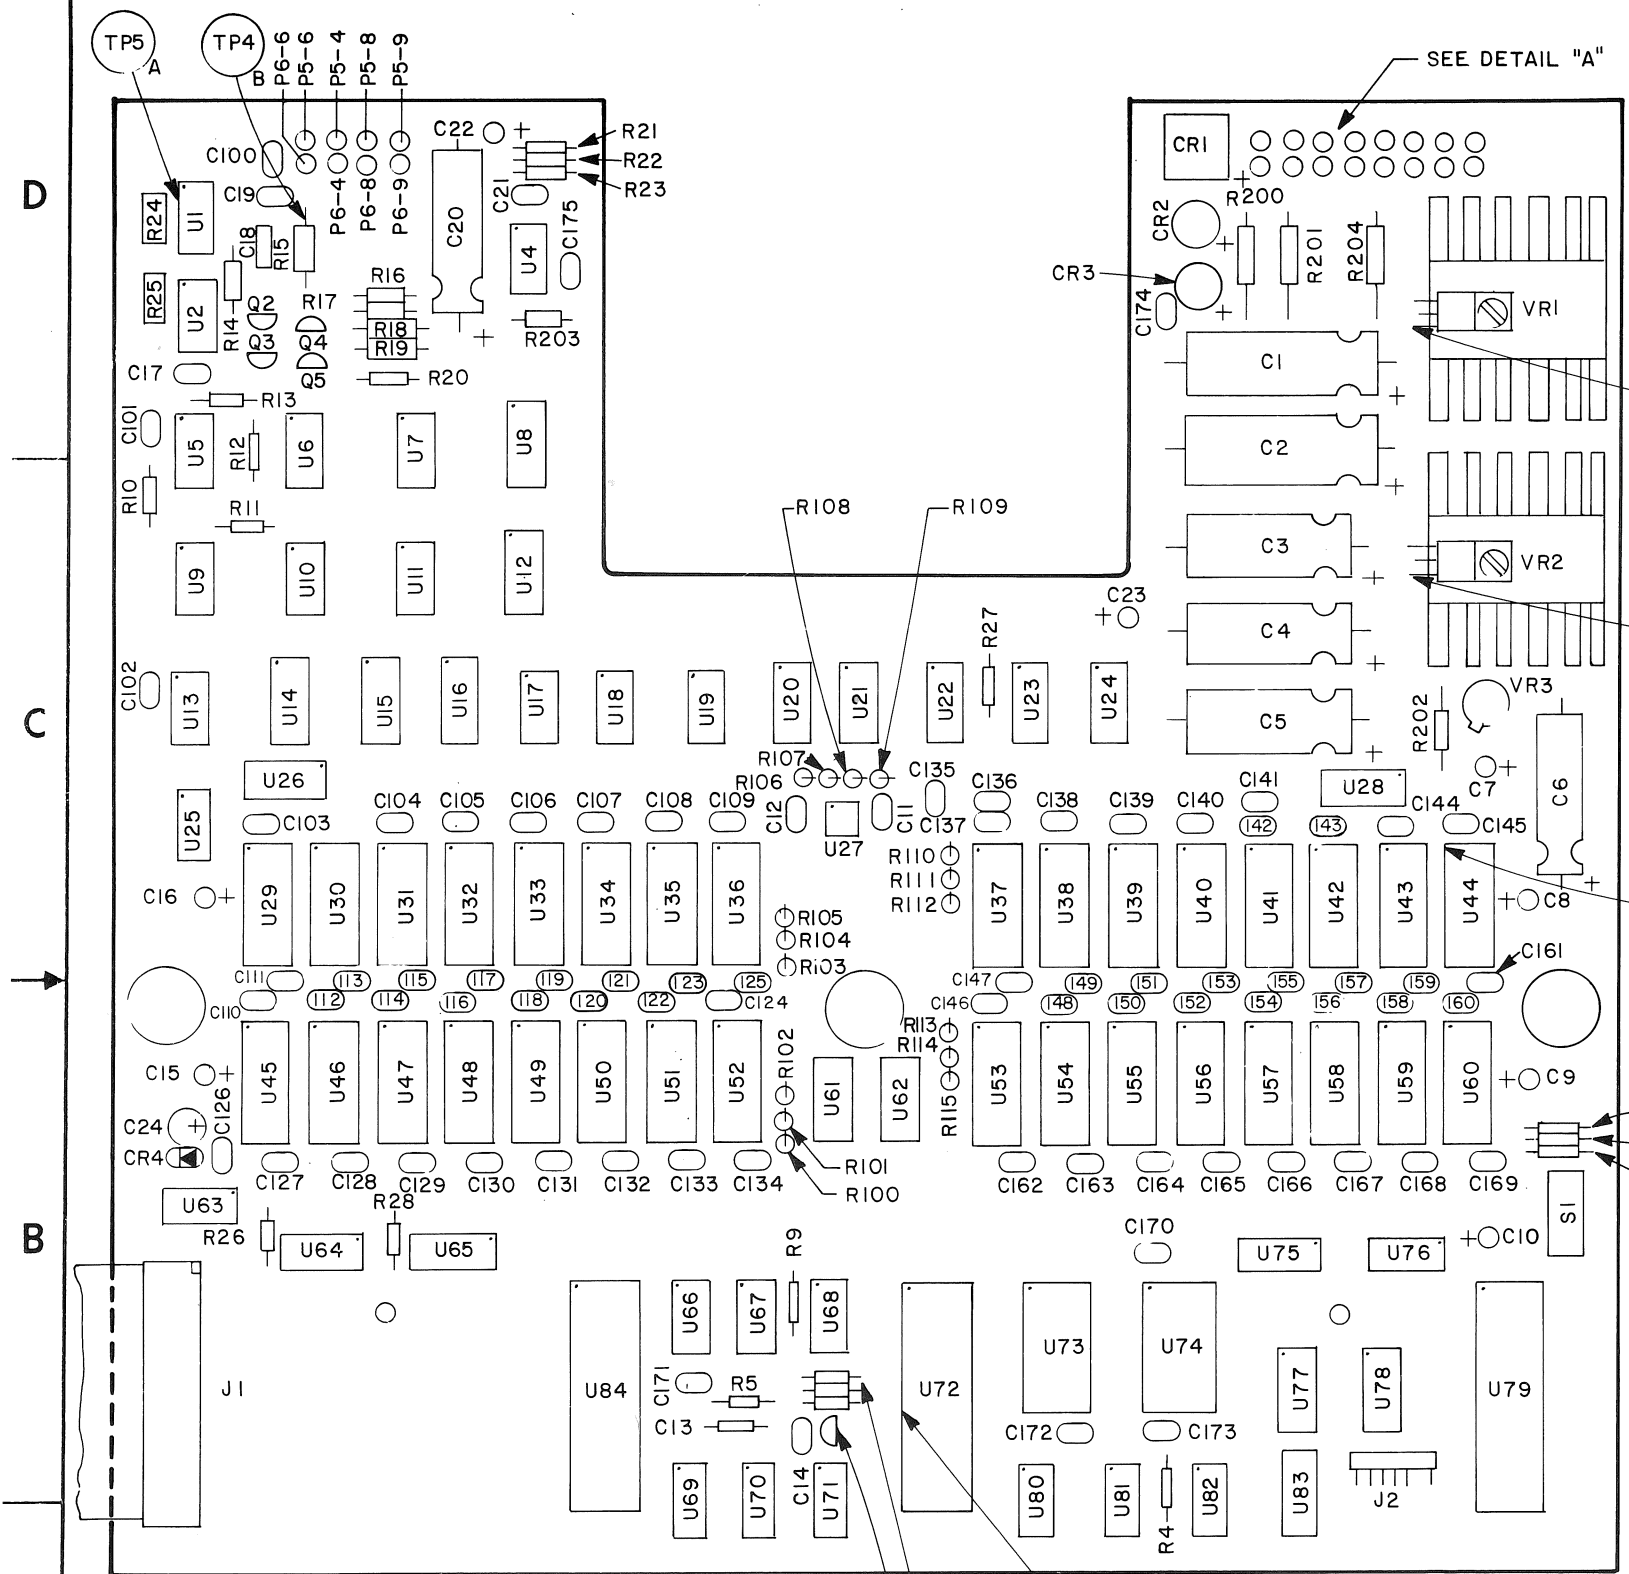 TP5
A
TP4
B
P6-6
P5-6
P5-4
P5-8
P5-9
SEE DETAIL "A"
D
C100
C19
P6-4
P6-8
P6-9
C22
+
C20
+
R21
R22
R23
C21
C175
U4
R203
R24
U1
C18
R15
R25
U2
R14
Q2
Q3
R17
Q4
Q5
R16
R18
R19
R20
C17
R13
CR1
+
R200
CR2
+
R201
R204
CR3
+
C174
VR1
C1
+
C2
+
C101
U5
R12
U6
U7
U8
R10
R11
R108
R109
C3
+
VR2
U9
U10
U11
U12
C23
+
C4
+
R27
C
C102
U13
U14
U15
U16
U17
U18
U19
U20
U21
U22
U23
U24
C5
+
R202
VR3
C7
+
C6
+
R107
R106
C12
U27
C11
C135
C136
C137
C138
C139
C140
C141
142
143
U28
C144
C145
U26
U25
C103
C104
C105
C106
C107
C108
C109
R110
R111
R112
C16
+
U29
U30
U31
U32
U33
U34
U35
U36
R105
R104
R103
U37
U38
U39
U40
U41
U42
U43
U44
+
C8
C161
C111
113
115
117
119
121
123
125
C110
112
114
116
118
120
122
C124
C147
149
151
153
155
157
159
C146
148
150
152
154
156
158
160
R113
R114
R115
C15
+
U45
U46
U47
U48
U49
U50
U51
U52
R102
U61
U62
U53
U54
U55
U56
U57
U58
U59
U60
+
C9
C24
+
C126
CR4
R101
R100
C127
C128
C129
C130
C131
C132
C133
C134
C162
C163
C164
C165
C166
C167
C168
C169
B
U63
R26
R28
U64
U65
R9
C170
U75
U76
+
C10
S1
J1
U84
U66
U67
U68
C171
R5
C13
C14
U69
U70
U71
U72
U73
U74
C172
C173
U77
U78
U79
U80
U81
R4
U82
U83
J2